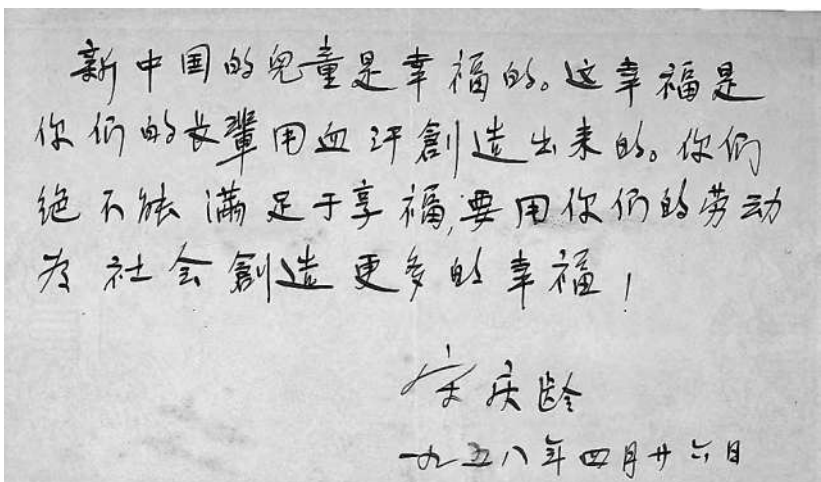 新中国的兒童是幸福的。这幸福是
你们的长輩用血汗創造出来的。你们
绝不能满足于享福,要用你们的劳动
为社会創造更多的幸福!
宋庆龄
一九五八年四月廿六日